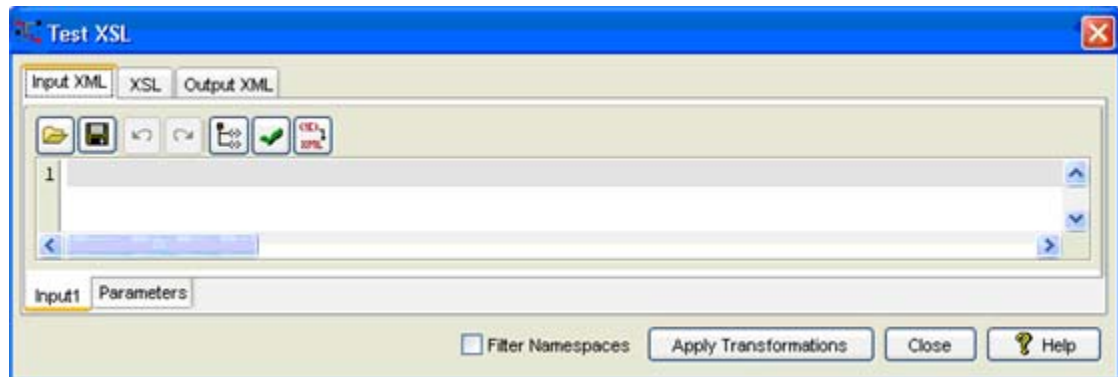 Test XSL
Input XML XSL Output XML
1
Input1 Parameters
Filter Namespaces Apply Transformations Close ? Help